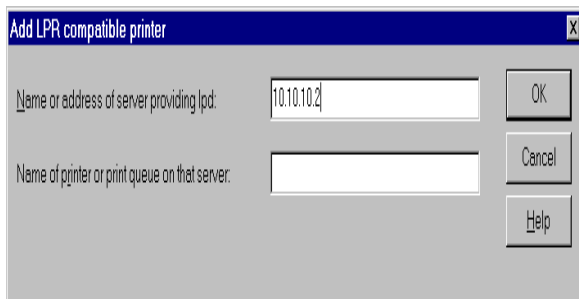 Add LPR compatible printer
X
Name or address of server providing lpd:
10.10.10.2
OK
Name of printer or print queue on that server:
Cancel
Help